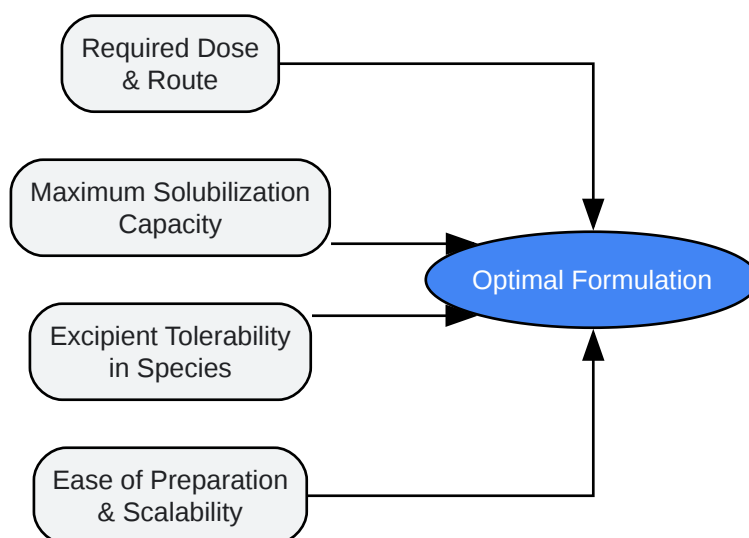 Required Dose
& Route
Maximum Solubilization
Capacity
Optimal Formulation
Excipient Tolerability
in Species
Ease of Preparation
& Scalability